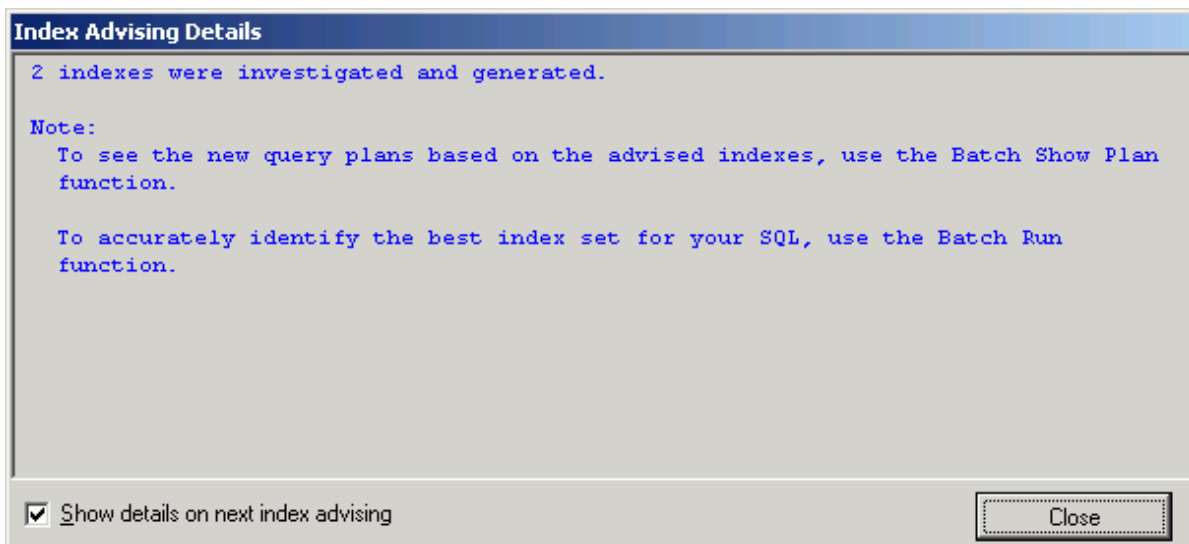 Index Advising Details
2 indexes were investigated and generated.
Note:
To see the new query plans based on the advised indexes, use the Batch Show Plan
function.
To accurately identify the best index set for your SQL, use the Batch Run
function.
Show details on next index advising
Close